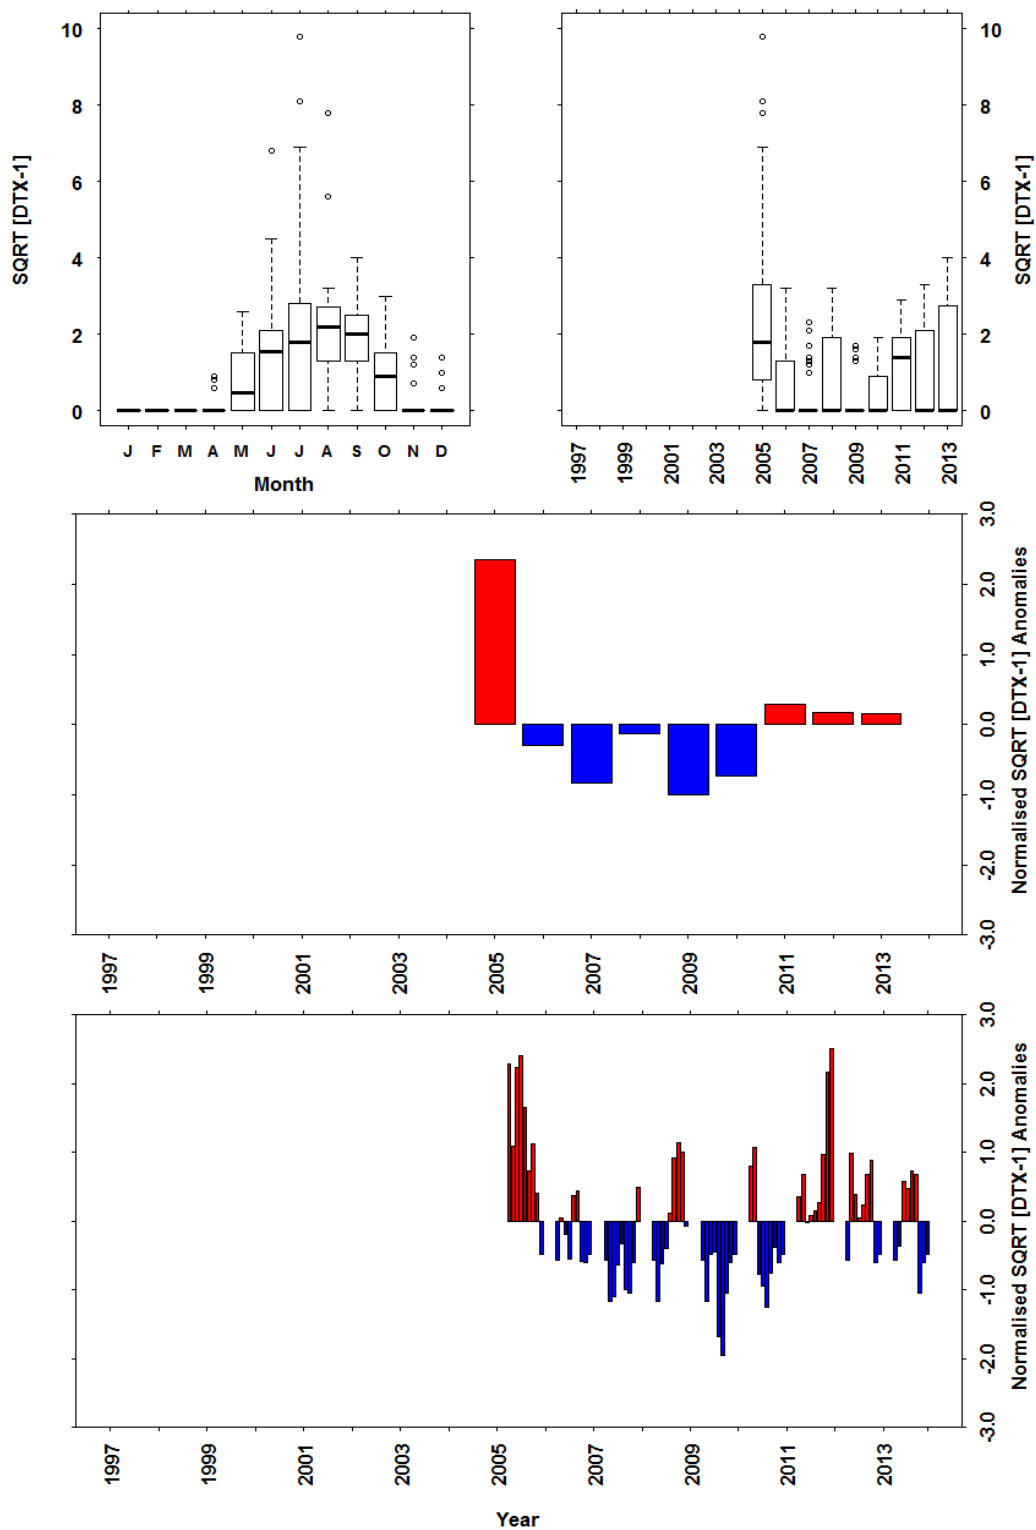 10
8
6
4
2
0
SQRT [DTX-1]
J F M A M J J A S O N D
Month
10
8
6
4
2
0
SQRT [DTX-1]
1997 1999 2001 2003 2005 2007 2009 2011 2013
3.0
2.0
1.0
0.0
-1.0
-2.0
-3.0
Normalised SQRT [DTX-1] Anomalies
1997 1999 2001 2003 2005 2007 2009 2011 2013
3.0
2.0
1.0
0.0
-1.0
-2.0
-3.0
Normalised SQRT [DTX-1] Anomalies
1997 1999 2001 2003 2005 2007 2009 2011 2013
Year